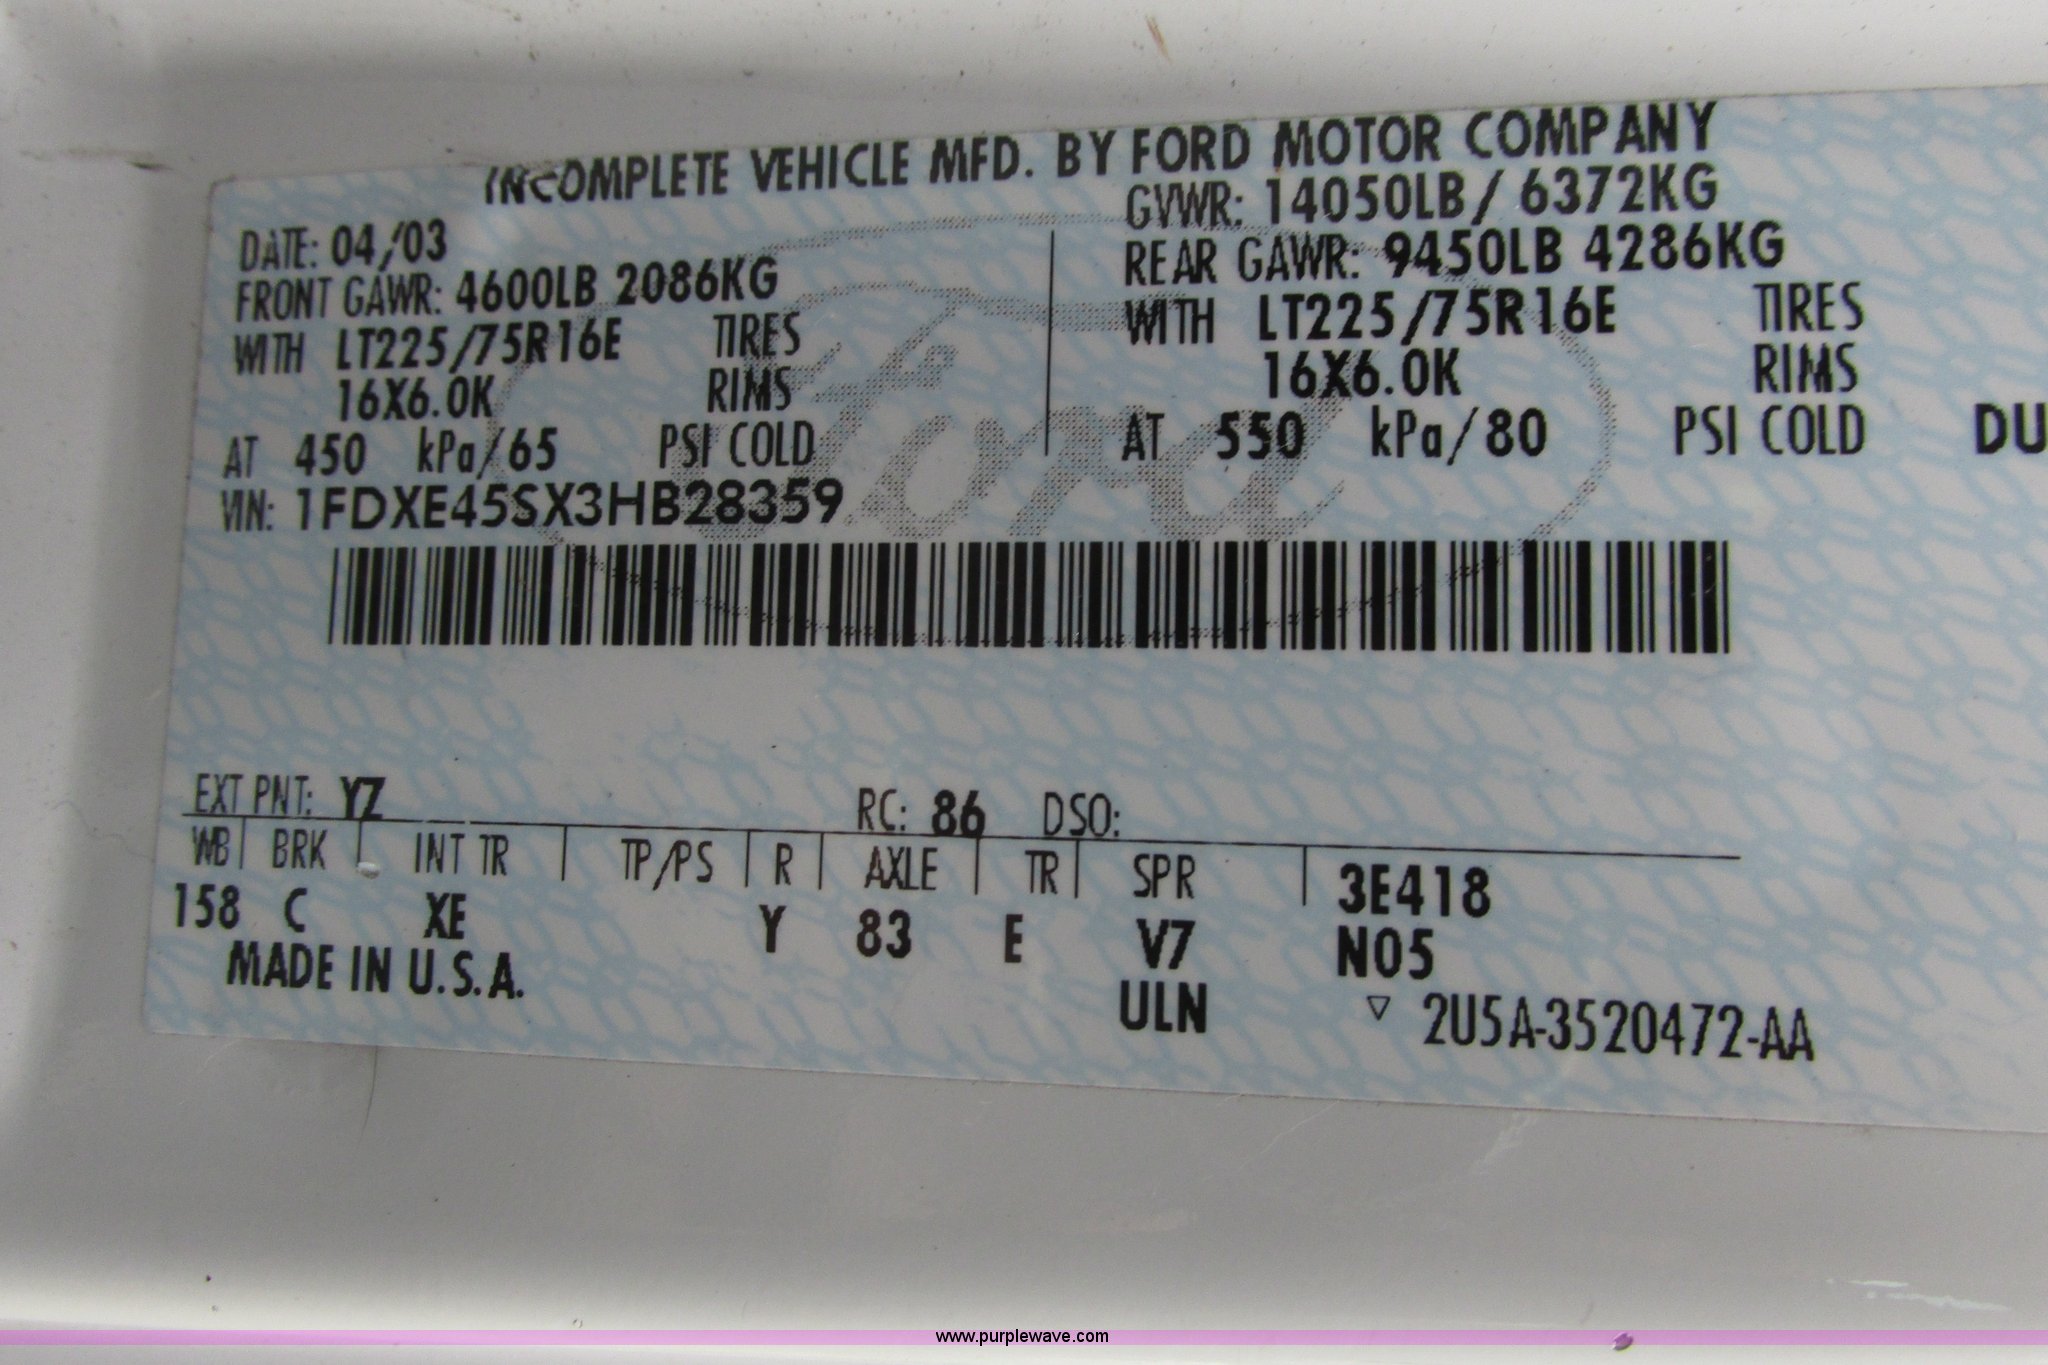 INCOMPLETE VEHICLE MFD. BY FORD MOTOR COMPANY
DATE: 04/03
GVWR: 14050LB/ 6372KG
FRONT GAWR: 4600LB 2086KG
REAR GAWR: 9450LB 4286KG
WITH LT225/75R16E TIRES
WITH LT225/75R16E TIRES
16X6.0K RIMS
16X6.0K RIMS
AT 450 kPa/65 PSI COLD
AT 550 kPa/80 PSI COLD DU
VIN: 1FDXE45SX3HB28359
Ford
EXT PNT: YZ RC: 86 DSO:
WB BRK INT TR TP/PS R AXLE TR SPR 3E418
158 C XE Y 83 E V7 N05
MADE IN U.S.A. ULN
▽ 2U5A-3520472-AA
www.purplewave.com